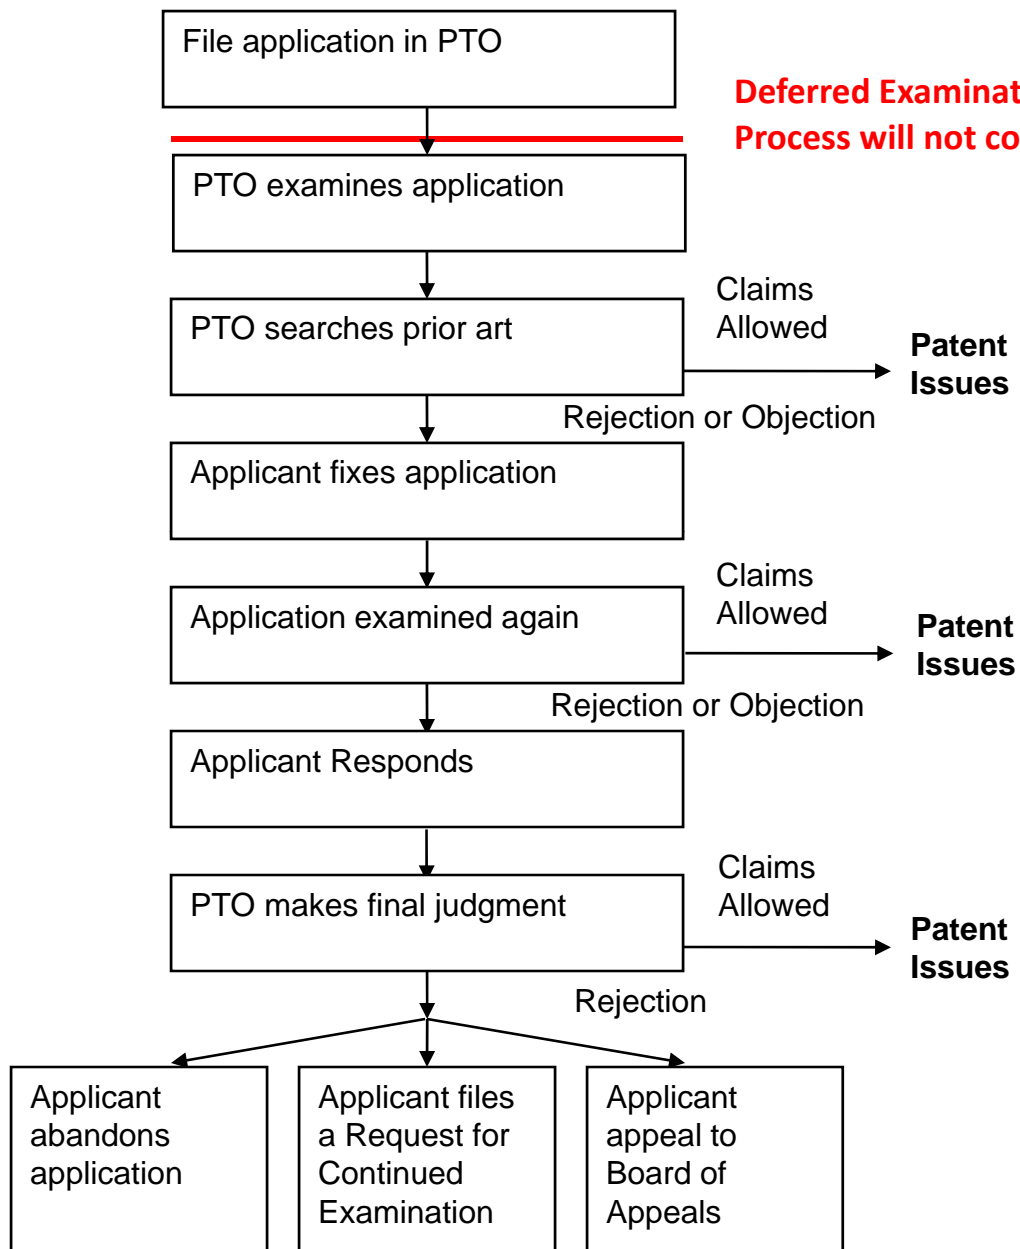 File application in PTO
Deferred Examinat
Process will not co
PTO examines application
Claims
Allowed
PTO searches prior art
Patent
Issues
Rejection or Objection
Applicant fixes application
Claims
Allowed
Application examined again
Patent
Issues
Rejection or Objection
Applicant Responds
Claims
Allowed
PTO makes final judgment
Patent
Issues
Rejection
Applicant
abandons
application
Applicant files
a Request for
Continued
Examination
Applicant
appeal to
Board of
Appeals